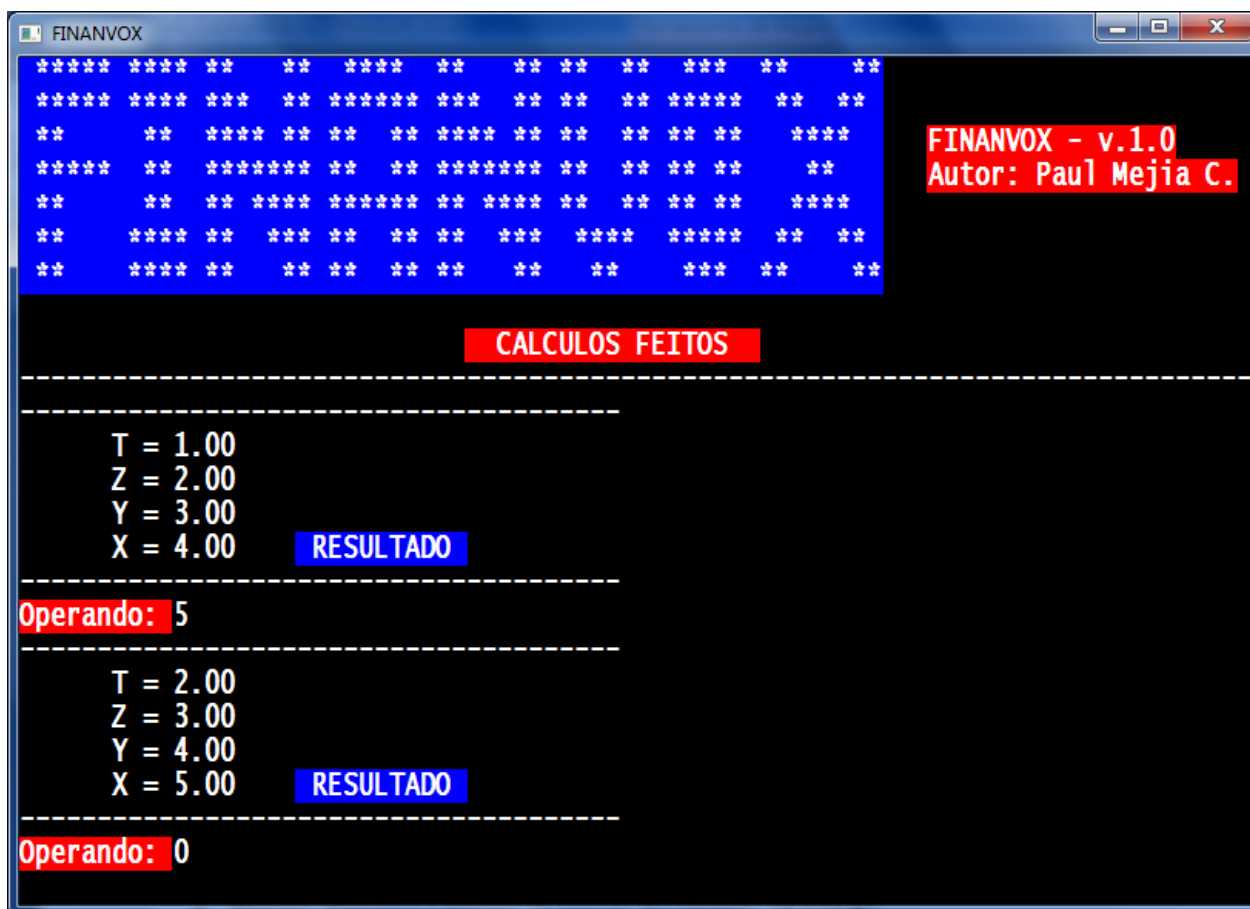 FINANVOX
FINANVOX - v.1.0
Autor: Paul Mejia C.
CALCULOS FEITOS
T = 1.00
Z = 2.00
Y = 3.00
X = 4.00 RESULTADO
Operando: 5
T = 2.00
Z = 3.00
Y = 4.00
X = 5.00 RESULTADO
Operando: 0